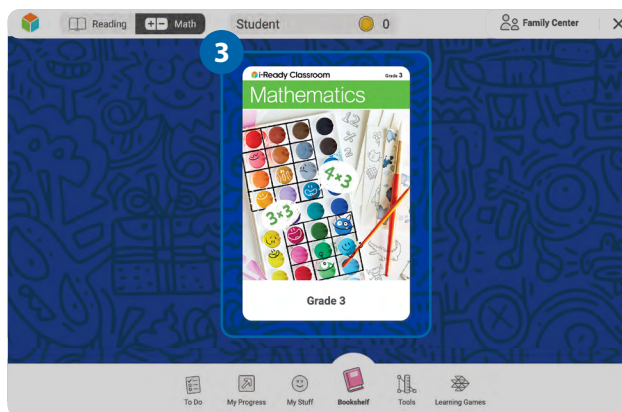 Reading
Math
Student
0
Family Center
3
i-Ready Classroom
Grade 3
Mathematics
4×3
3×3
Grade 3
To Do
My Progress
My Stuff
Bookshelf
Tools
Learning Games